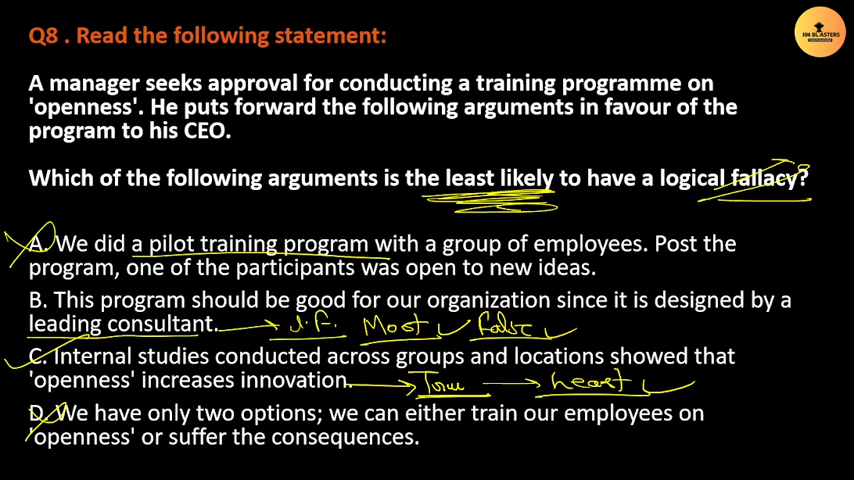 Q8 . Read the following statement:
IIM BL ASTERS
A manager seeks approval for conducting a training programme on
'openness'. He puts forward the following arguments in favour of the
program to his CEO.
Which of the following arguments is the least likely to have a logical fallacy?
A. We did a pilot training program with a group of employees. Post the
program, one of the participants was open to new ideas.
B. This program should be good for our organization since it is designed by a
leading consultant. Most False
C. Internal studies conducted across groups and locations showed that
'openness' increases innovation. True least
D. We have only two options; we can either train our employees on
'openness' or suffer the consequences.